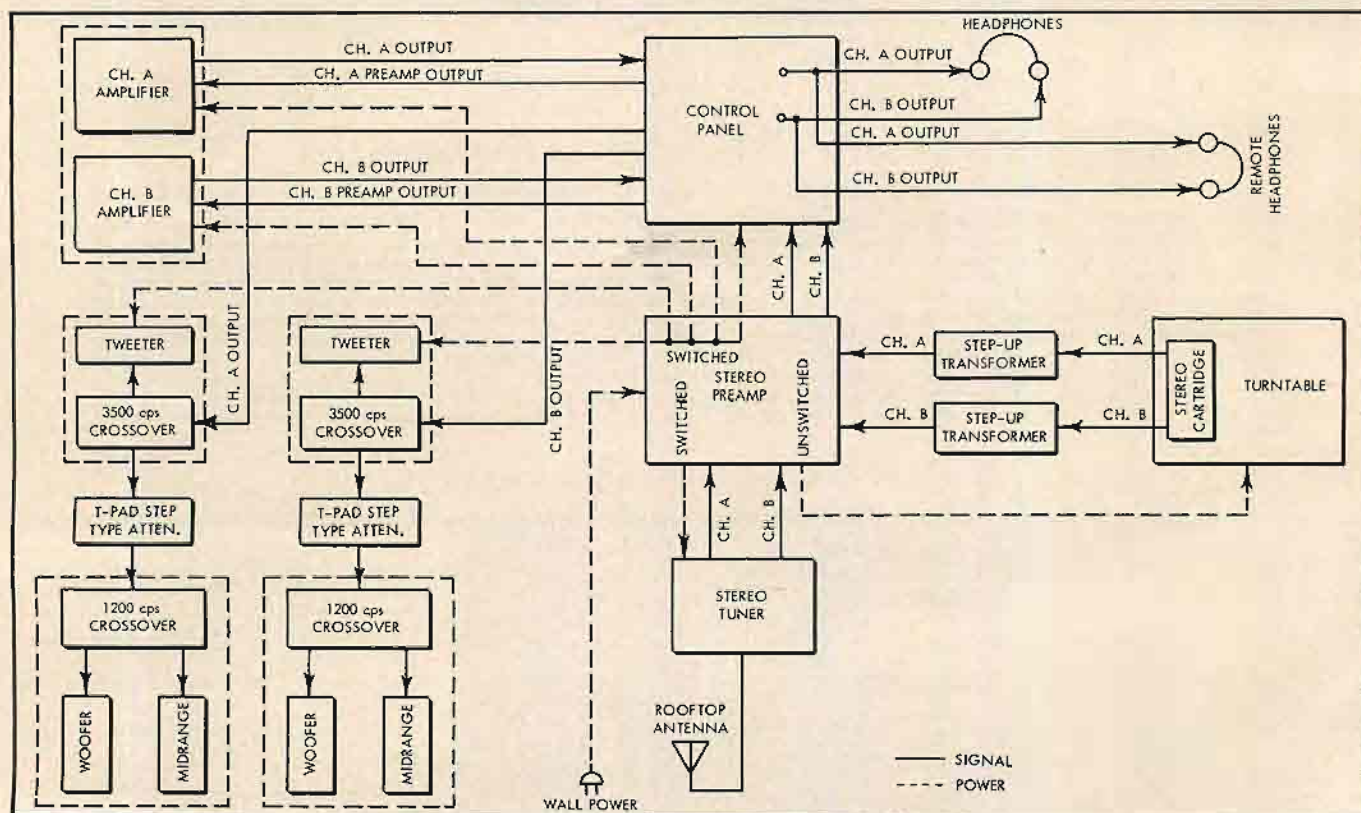 HEADPHONES
CH. A OUTPUT
CH. A PREAMP OUTPUT
CH. A
AMPLIFIER
CH. A OUTPUT
CONTROL
PANEL
CH. B OUTPUT
CH. A OUTPUT
CH. B OUTPUT
REMOTE
HEADPHONES
CH. B OUTPUT
CH. B PREAMP OUTPUT
CH. B
AMPLIFIER
CH. A
CH. B
TWEETER
CH. A OUTPUT
TWEETER
CH. B OUTPUT
3500 cps
CROSSOVER
3500 cps
CROSSOVER
SWITCHED
STEREO
PREAMP
SWITCHED
UNSWITCHED
CH. A
STEP-UP
TRANSFORMER
CH. A
CH. B
STEP-UP
TRANSFORMER
CH. B
STEREO
CARTRIDGE
TURNTABLE
T-PAD STEP
TYPE ATTEN.
T-PAD STEP
TYPE ATTEN.
CH. A
CH. B
1200 cps
CROSSOVER
1200 cps
CROSSOVER
STEREO
TUNER
WOOFER
MIDRANGE
WOOFER
MIDRANGE
ROOFTOP
ANTENNA
WALL POWER
SIGNAL
POWER